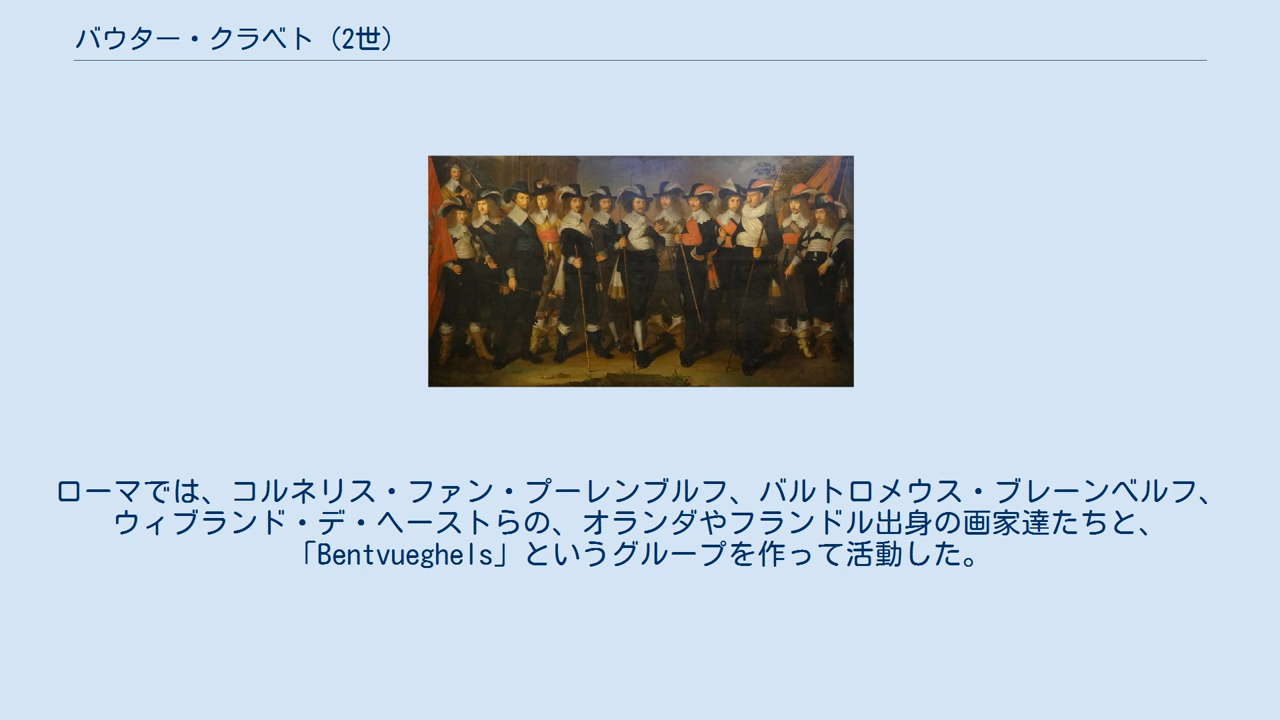 バウター・クラベト（2世）
ローマでは、コルネリス・ファン・プーレンブルフ、バルトロメウス・ブレーンベルフ、
ウィブランド・デ・ヘーストらの、オランダやフランドル出身の画家達たちと、
「Bentvueghels」というグループを作って活動した。